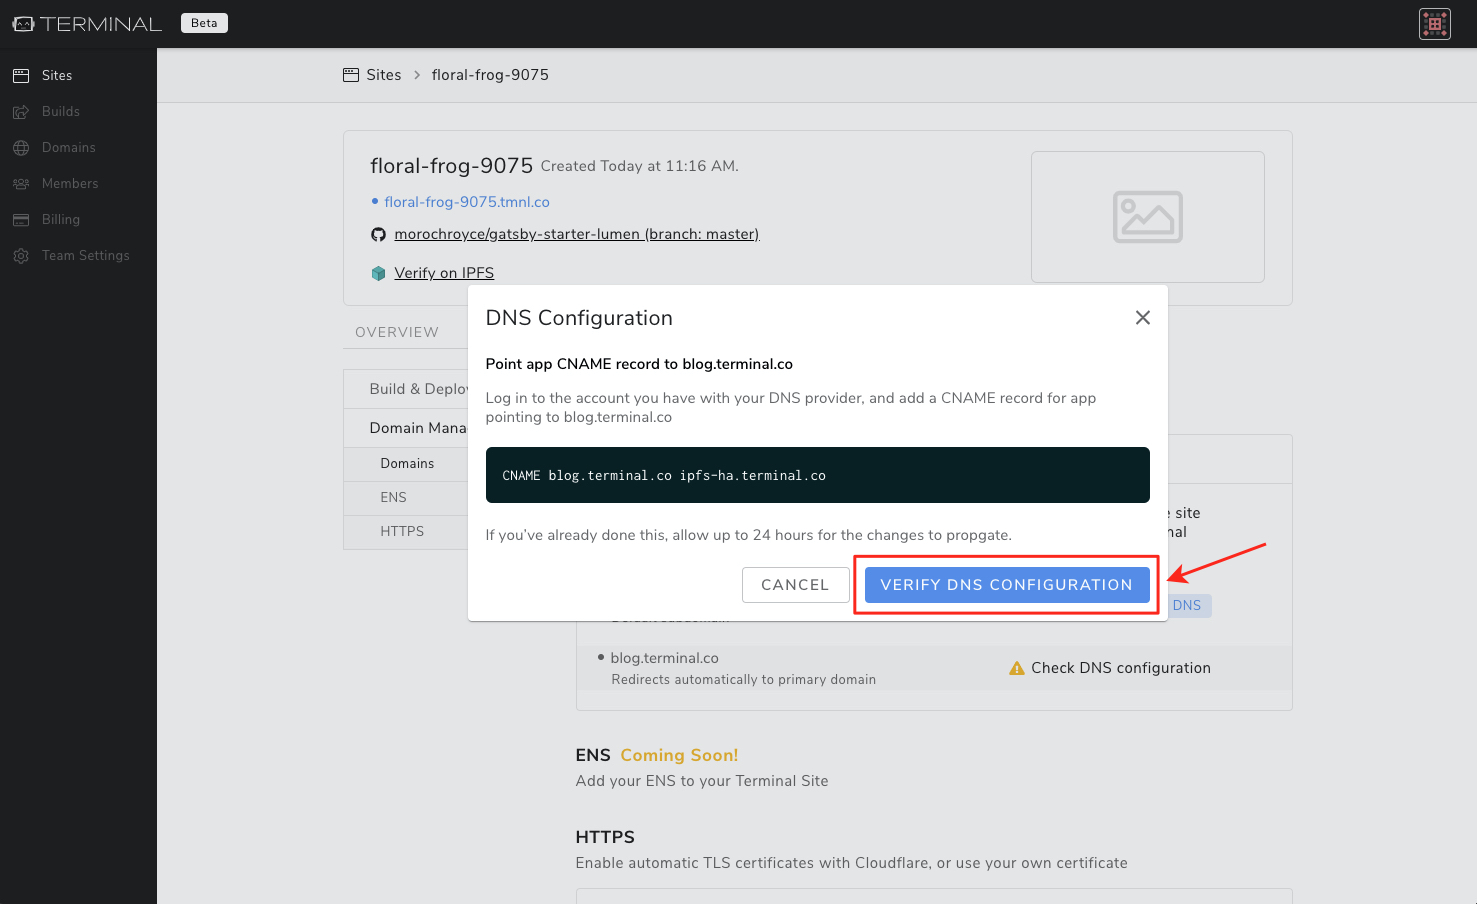 TERMINAL Beta
Sites
Builds
Domains
Members
Billing
Team Settings
Sites > floral-frog-9075
floral-frog-9075 Created Today at 11:16 AM.
floral-frog-9075.tmnl.co
morochroyce/gatsby-starter-lumen (branch: master)
Verify on IPFS
OVERVIEW
Build & Deploy
Domain Mana
Domains
ENS
HTTPS
DNS Configuration
Point app CNAME record to blog.terminal.co
Log in to the account you have with your DNS provider, and add a CNAME record for app
pointing to blog.terminal.co
CNAME blog.terminal.co ipfs-ha.terminal.co
If you've already done this, allow up to 24 hours for the changes to propgate.
CANCEL
VERIFY DNS CONFIGURATION
site
nal
DNS
blog.terminal.co
Redirects automatically to primary domain
Check DNS configuration
ENS Coming Soon!
Add your ENS to your Terminal Site
HTTPS
Enable automatic TLS certificates with Cloudflare, or use your own certificate